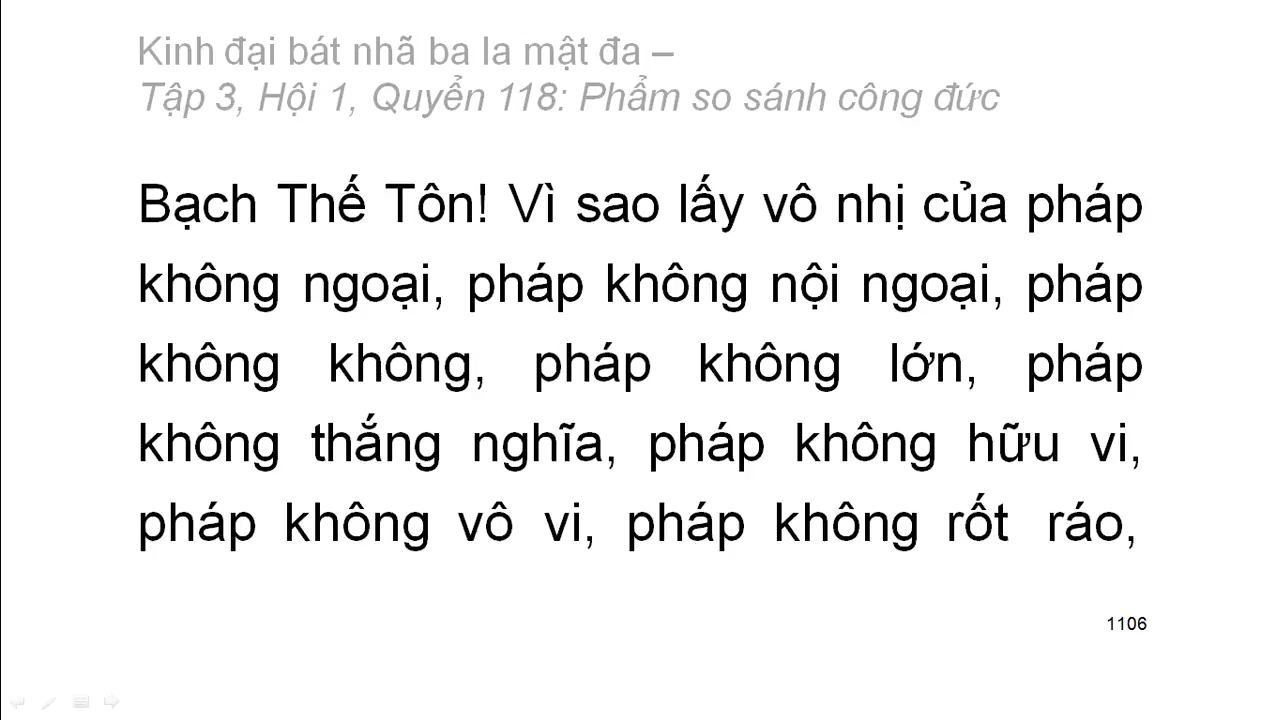 Kinh đại bát nhã ba la mật đa –
Tập 3, Hội 1, Quyển 118: Phẩm so sánh công đức
Bạch Thế Tôn! Vì sao lấy vô nhị của pháp
không ngoại, pháp không nội ngoại, pháp
không không, pháp không lớn, pháp
không thắng nghĩa, pháp không hữu vi,
pháp không vô vi, pháp không rốt ráo,
1106